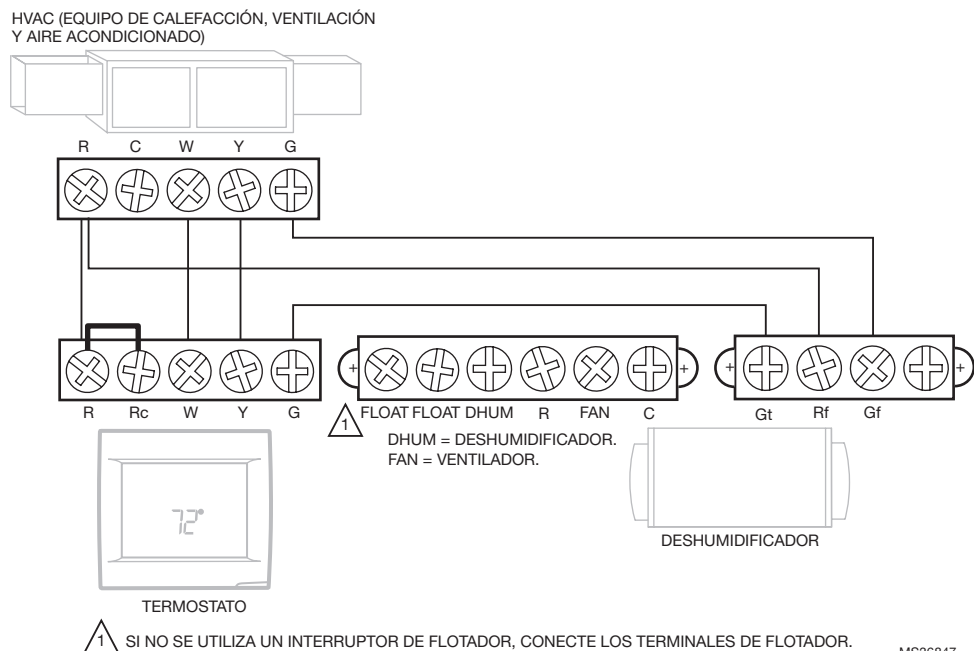 HVAC (EQUIPO DE CALEFACCIÓN, VENTILACIÓN
Y AIRE ACONDICIONADO)
R C W Y G
R Rc W Y G
1 FLOAT FLOAT DHUM R FAN C
Gt Rf Gf
DHUM = DESHUMIDIFICADOR.
FAN = VENTILADOR.
72°
DESHUMIDIFICADOR
TERMOSTATO
1 SI NO SE UTILIZA UN INTERRUPTOR DE FLOTADOR, CONECTE LOS TERMINALES DE FLOTADOR.